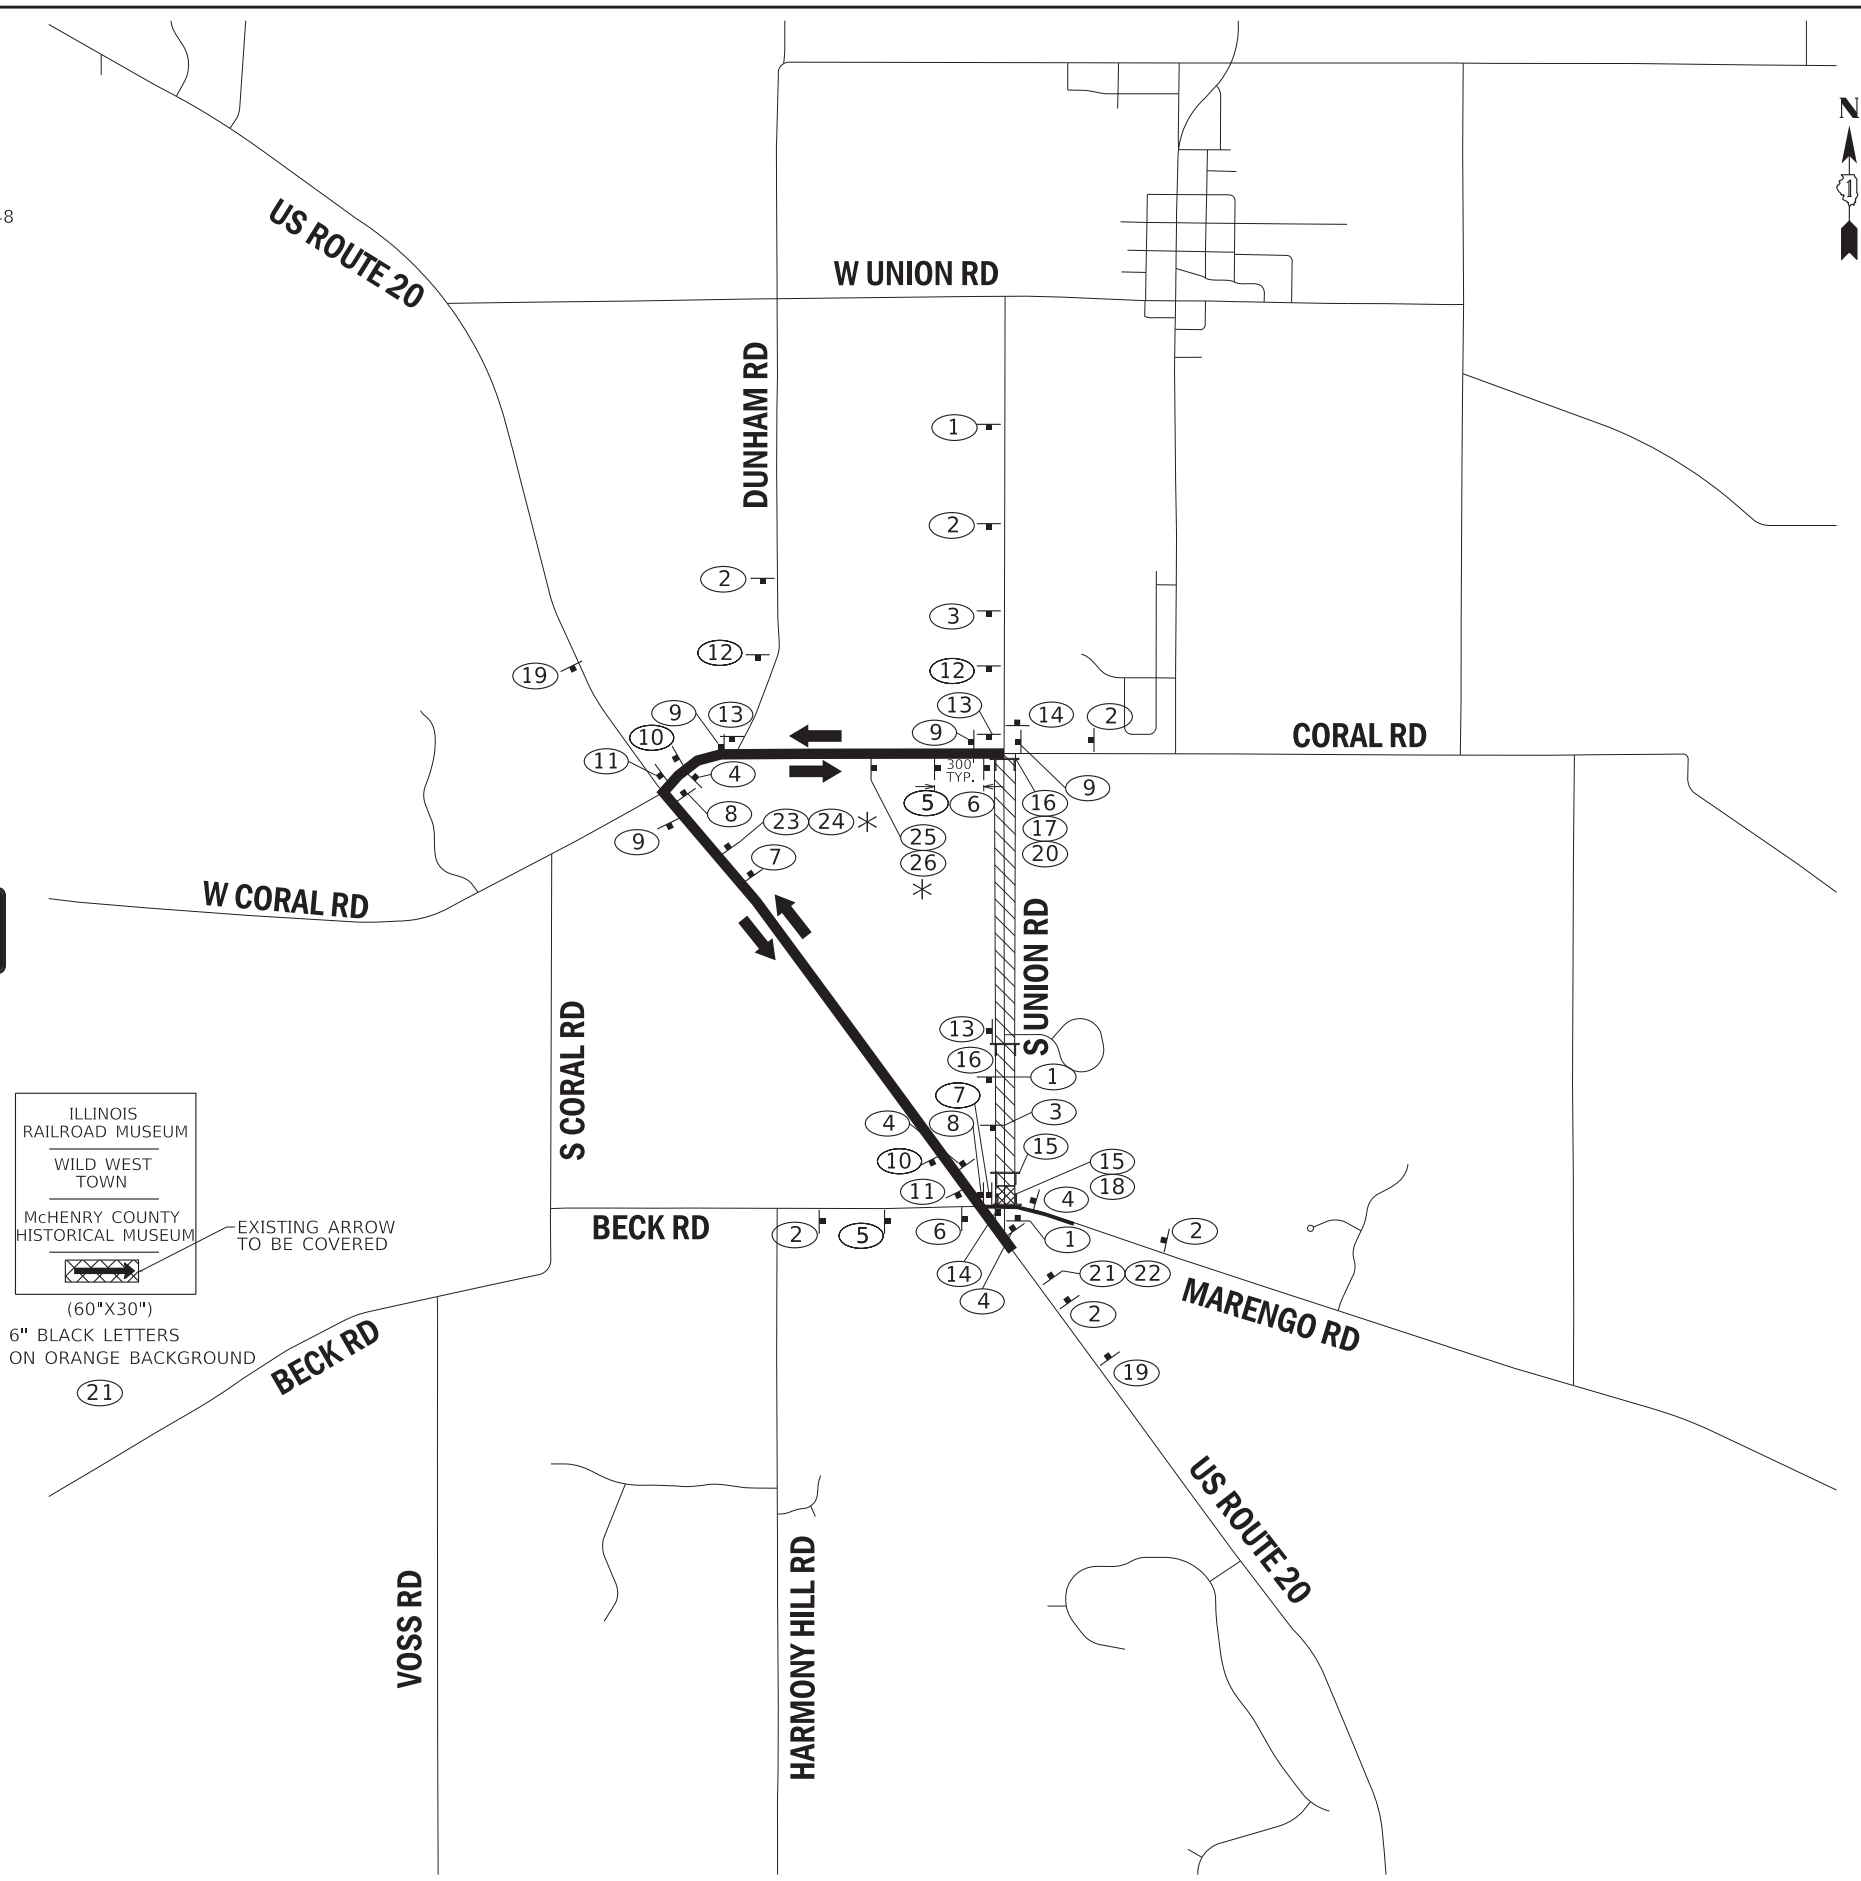 N
1
-8
US ROUTE 20
W UNION RD
DUNHAM RD
1
2
2
3
12
12
19
9
13
13
14
2
CORAL RD
10
9
11
4
300'
TYP.
9
5
6
16
8
23
24
*
17
9
25
20
7
26
*
W CORAL RD
S UNION RD
S CORAL RD
13
16
1
7
3
4
8
15
10
15
11
18
4
BECK RD
2
5
6
1
2
14
21
22
4
2
MARENGO RD
19
ILLINOIS
RAILROAD MUSEUM
WILD WEST
TOWN
McHENRY COUNTY
HISTORICAL MUSEUM
EXISTING ARROW
TO BE COVERED
(60"X30")
6" BLACK LETTERS
ON ORANGE BACKGROUND
21
BECK RD
US ROUTE 20
VOSS RD
HARMONY HILL RD